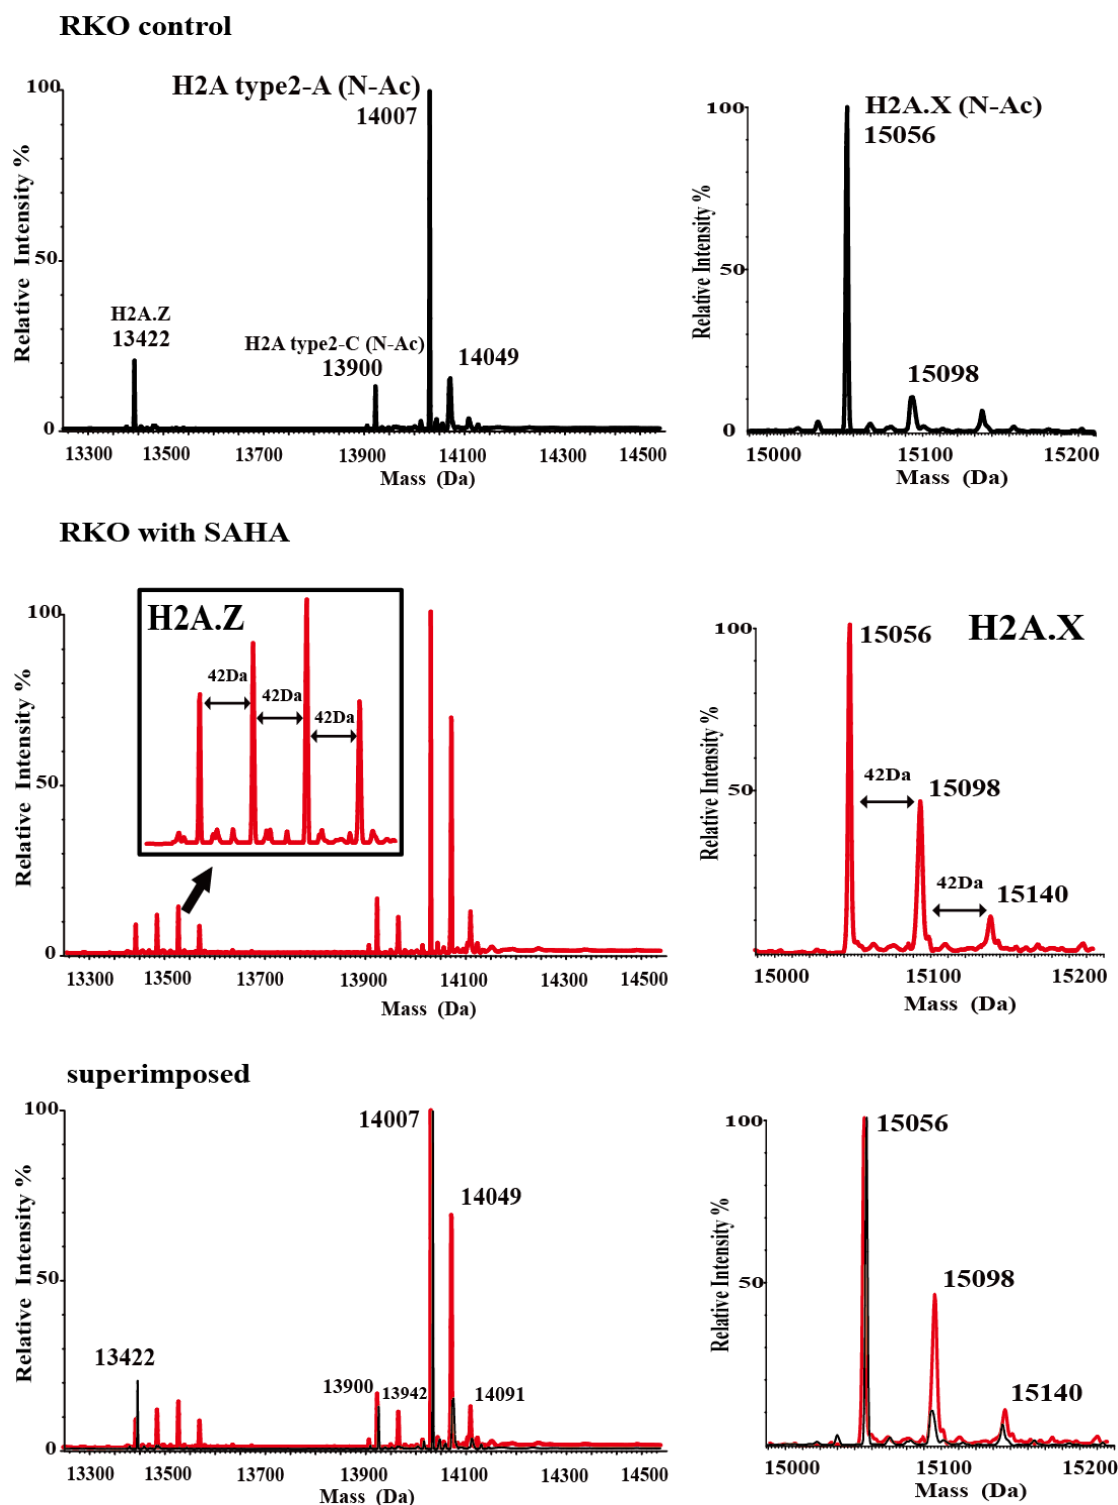 RKO control
H2A type2-A (N-Ac)
14007
100
50
0
Relative Intensity %
H2A.Z
13422
H2A type2-C (N-Ac)
13900
14049
13300 13500 13700 13900 14100 14300 14500
Mass (Da)
H2A.X (N-Ac)
15056
100
50
0
Relative Intensity %
15098
15000 15100 15200
Mass (Da)
RKO with SAHA
100
50
0
Relative Intensity %
H2A.Z
42Da
42Da
42Da
13300 13500 13700 13900 14100 14300 14500
Mass (Da)
H2A.X
100
50
0
Relative Intensity %
15056
42Da
15098
42Da
15140
15000 15100 15200
Mass (Da)
superimposed
100
50
0
Relative Intensity %
14007
14049
13422
13900
13942
14091
13300 13500 13700 13900 14100 14300 14500
Mass (Da)
100
50
0
Relative Intensity %
15056
15098
15140
15000 15100 15200
Mass (Da)